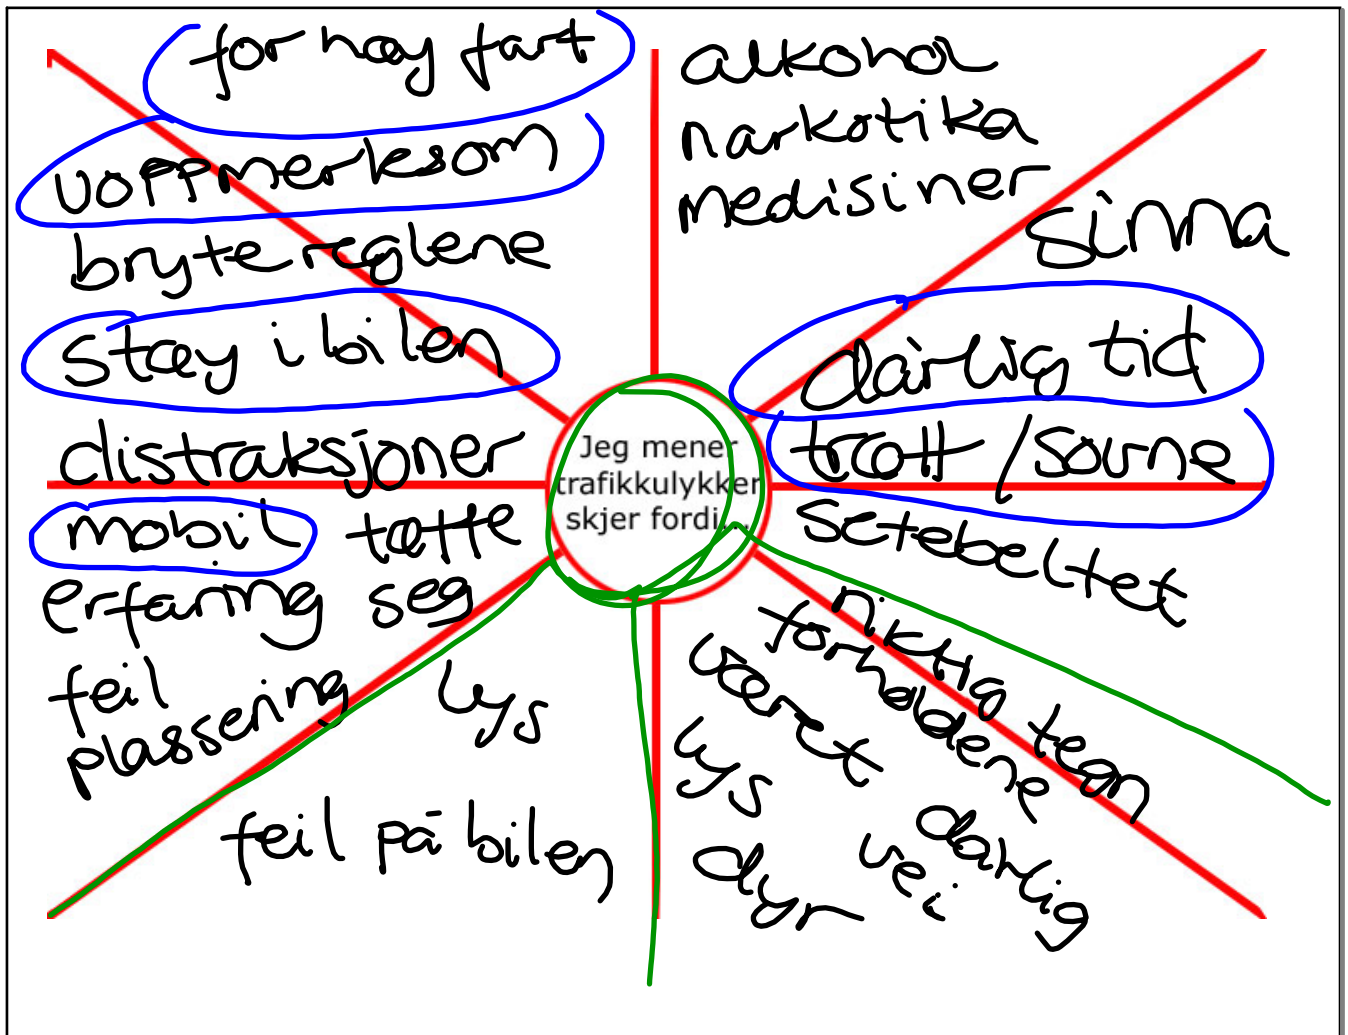 for høy fart
uoppmerksom
bryte reglene
støy i bilen
distraksjoner
mobil tøffe
erfaring seg
feil
plassering
lys
feil på bilen
alkohol
narkotika
medisiner
sinna
dårlig tid
trøtt/sovne
setebeltet
riktig tegn
forholdene
været
lys
dyr
dårlig
vei
Jeg mener
trafikkulykker
skjer fordi...